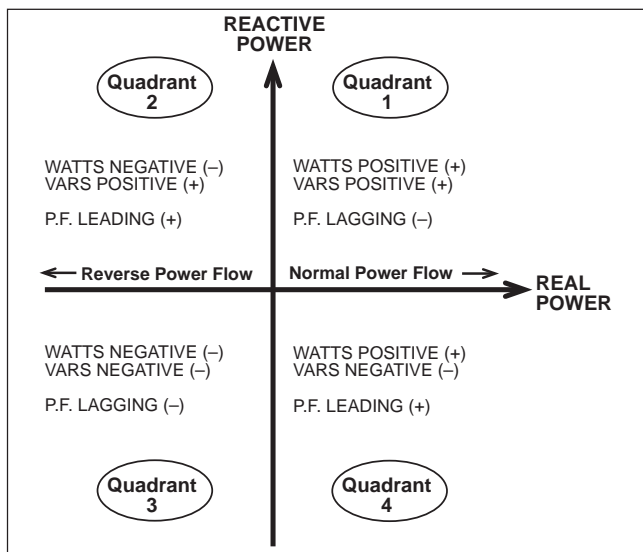 REACTIVE
POWER
Quadrant
2
Quadrant
1
WATTS NEGATIVE (–)
VARS POSITIVE (+)
P.F. LEADING (+)
WATTS POSITIVE (+)
VARS POSITIVE (+)
P.F. LAGGING (–)
Reverse Power Flow
Normal Power Flow
REAL
POWER
WATTS NEGATIVE (–)
VARS NEGATIVE (–)
P.F. LAGGING (–)
WATTS POSITIVE (+)
VARS NEGATIVE (–)
P.F. LEADING (+)
Quadrant
3
Quadrant
4